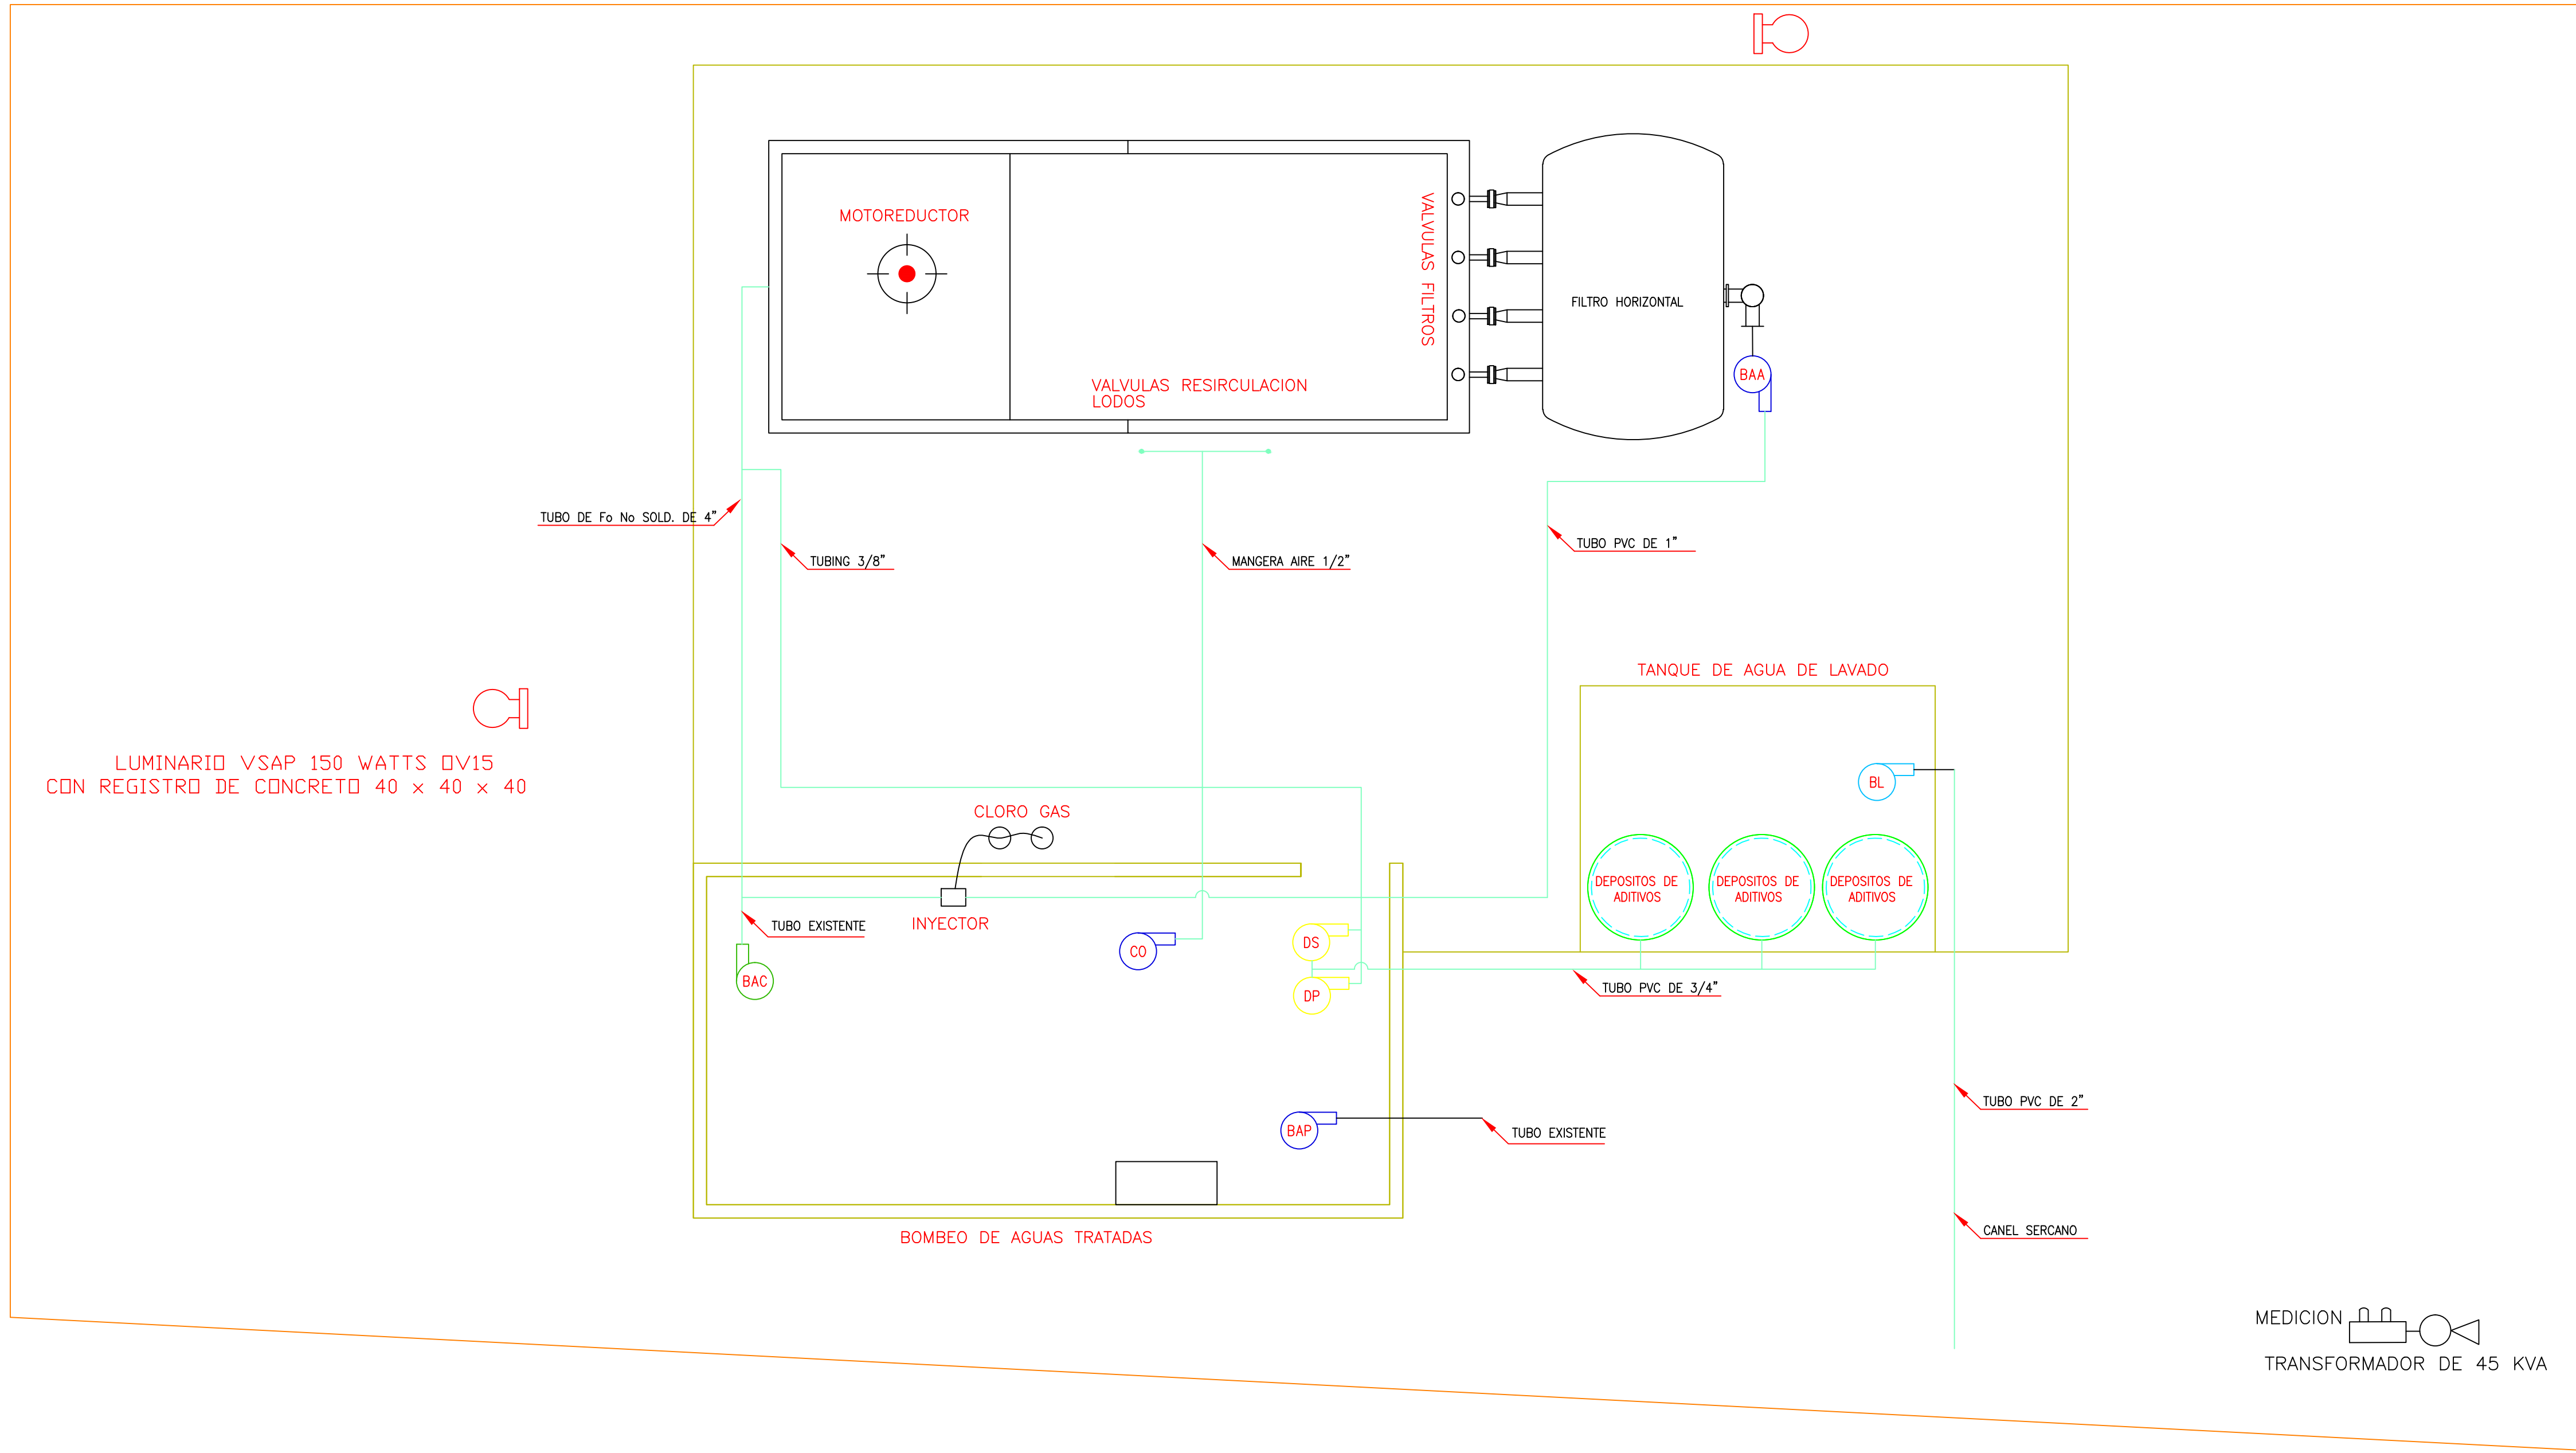 MOTOREDUCTOR
VALVULAS FILTROS
FILTRO HORIZONTAL
BAA
VALVULAS RESIRCULACION
LODOS
TUBO DE Fo No SOLD. DE 4"
TUBING 3/8"
MANGERA AIRE 1/2"
TUBO PVC DE 1"
TANQUE DE AGUA DE LAVADO
LUMINARIO VSAP 150 WATTS OV15
CON REGISTRO DE CONCRETO 40 x 40 x 40
BL
CLORO GAS
DEPOSITOS DE
ADITIVOS
DEPOSITOS DE
ADITIVOS
DEPOSITOS DE
ADITIVOS
TUBO EXISTENTE
INYECTOR
BAC
CO
DS
DP
TUBO PVC DE 3/4"
BAP
TUBO EXISTENTE
TUBO PVC DE 2"
BOMBEO DE AGUAS TRATADAS
CANEL SERCANO
MEDICION
TRANSFORMADOR DE 45 KVA